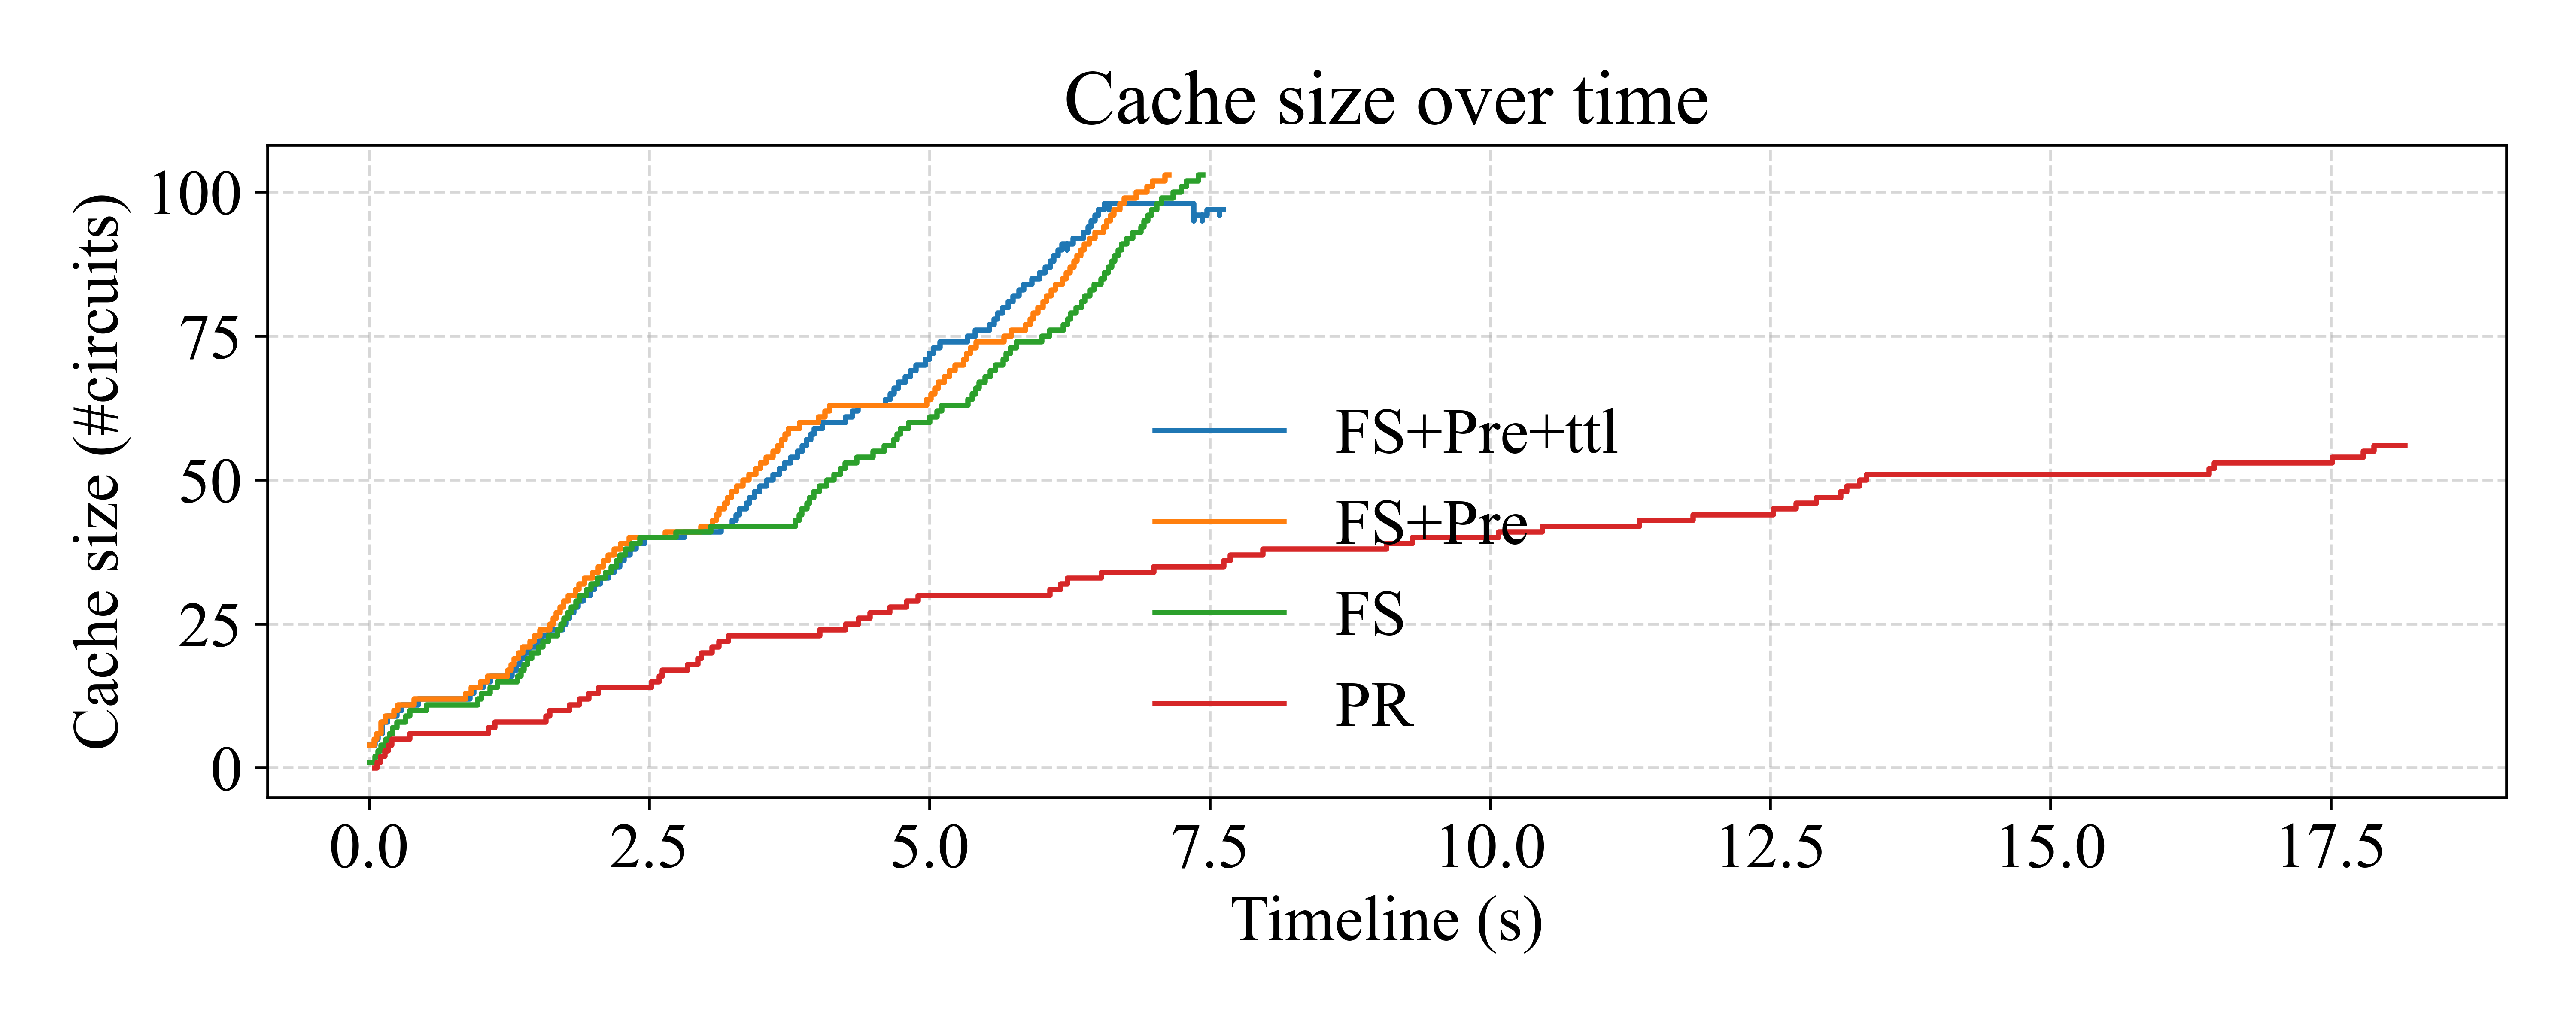 Cache size over time
Cache size (#circuits)
100
75
50
25
0
FS+Pre+ttl
FS+Pre
FS
PR
0.0 2.5 5.0 7.5 10.0 12.5 15.0 17.5
Timeline (s)